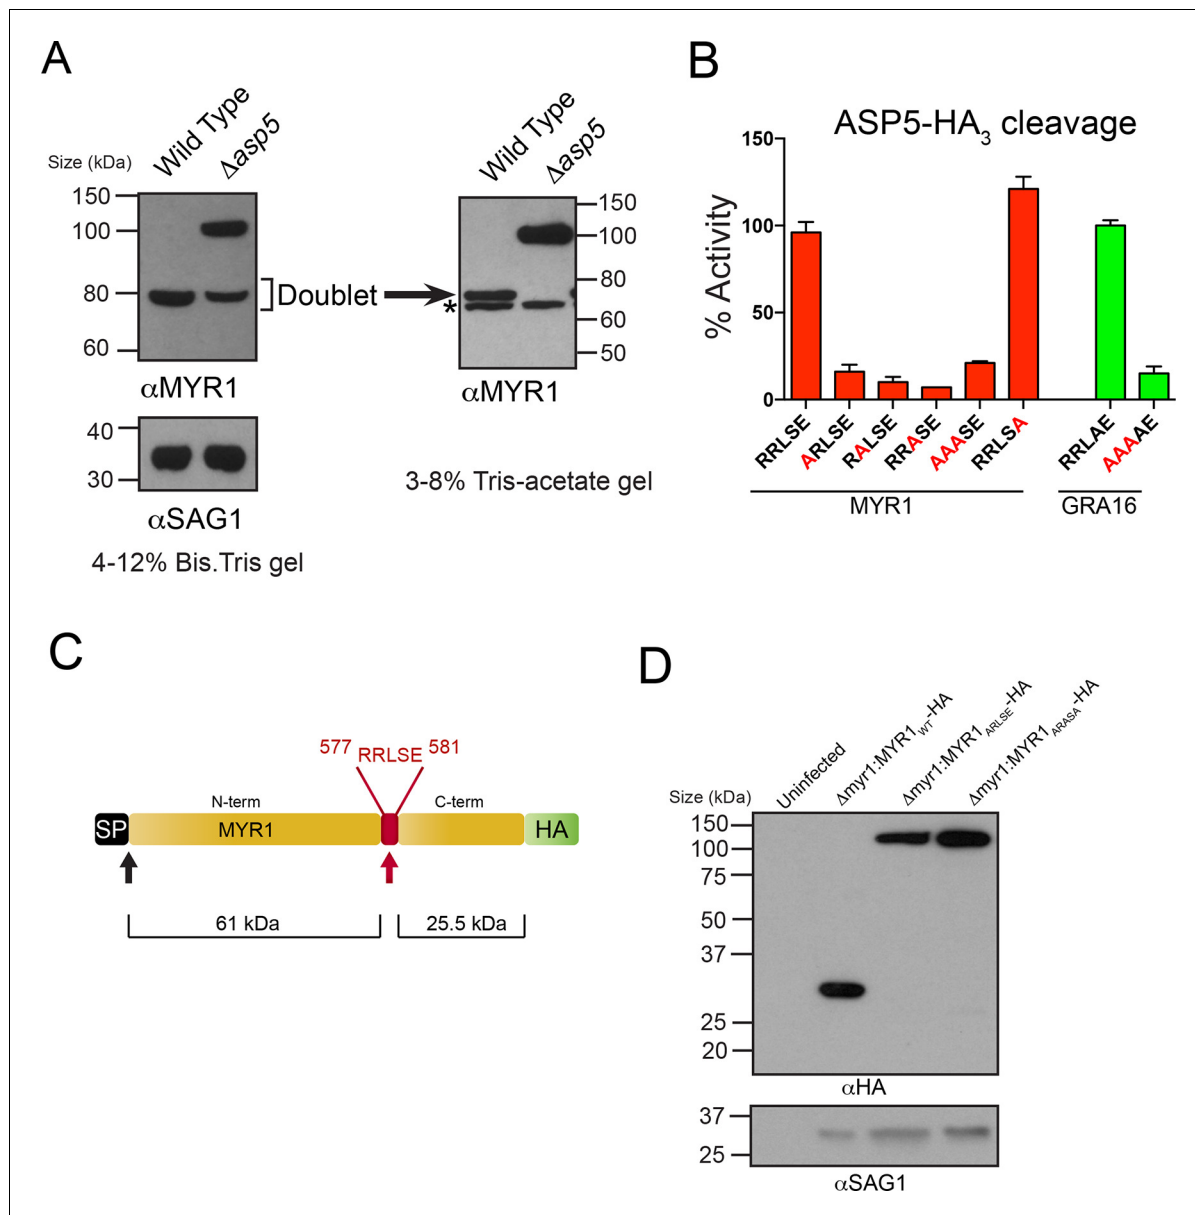 A
Size (kDa)
Wild Type
Δasp5
150
100
80
60
Doublet
αMYR1
40
30
αSAG1
4-12% Bis.Tris gel
Wild Type
Δasp5
150
100
80
60
50
*
αMYR1
3-8% Tris-acetate gel
B
ASP5-HA3 cleavage
% Activity
150
100
50
0
RRLSE
ARLSE
RALSE
RRASE
AAASE
RRLSA
RRLAE
AAAAE
MYR1
GRA16
C
577 RRLSE 581
N-term
C-term
SP
MYR1
HA
61 kDa
25.5 kDa
D
Size (kDa)
Uninfected
Δmyr1:MYR1WT-HA
Δmyr1:MYR1ARLSE-HA
Δmyr1:MYR1ARASA-HA
150
100
75
50
37
25
20
αHA
37
25
αSAG1